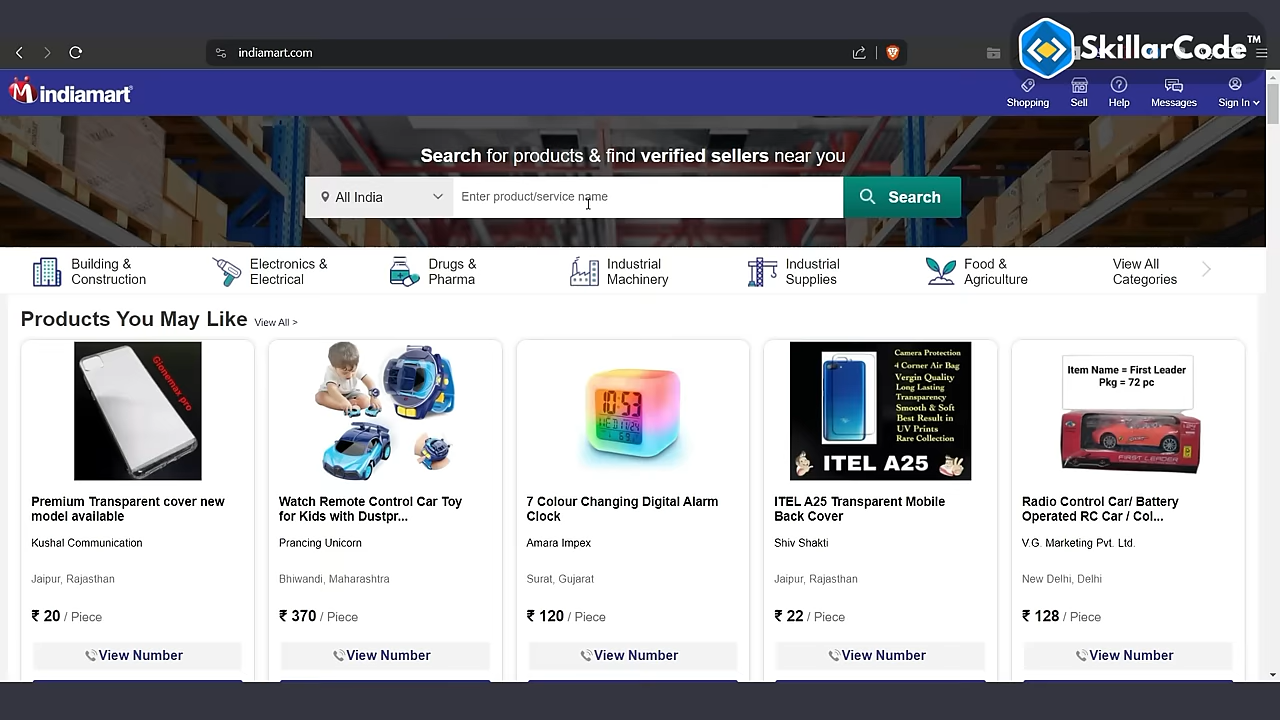 SkillarCode™
indiamart.com
indiamart
Shopping
Sell
Help
Messages
Sign In
Search for products & find verified sellers near you
All India
Enter product/service name
Search
Building &
Construction
Electronics &
Electrical
Drugs &
Pharma
Industrial
Machinery
Industrial
Supplies
Food &
Agriculture
View All
Categories
Products You May Like View All >
Gionemax pro
10:53
Camera Protection
4 Corner Air Bag
Vergin Quality
Long Lasting
Transparency
Smooth & Soft
Best Result in
UV Prints
Rare Collection
ITEL A25
Item Name = First Leader
Pkg = 72 pc
FIRST LEADER
Premium Transparent cover new
model available
Kushal Communication
Jaipur, Rajasthan
₹ 20 / Piece
View Number
Watch Remote Control Car Toy
for Kids with Dustpr...
Prancing Unicorn
Bhiwandi, Maharashtra
₹ 370 / Piece
View Number
7 Colour Changing Digital Alarm
Clock
Amara Impex
Surat, Gujarat
₹ 120 / Piece
View Number
ITEL A25 Transparent Mobile
Back Cover
Shiv Shakti
Jaipur, Rajasthan
₹ 22 / Piece
View Number
Radio Control Car/ Battery
Operated RC Car / Col...
V.G. Marketing Pvt. Ltd.
New Delhi, Delhi
₹ 128 / Piece
View Number